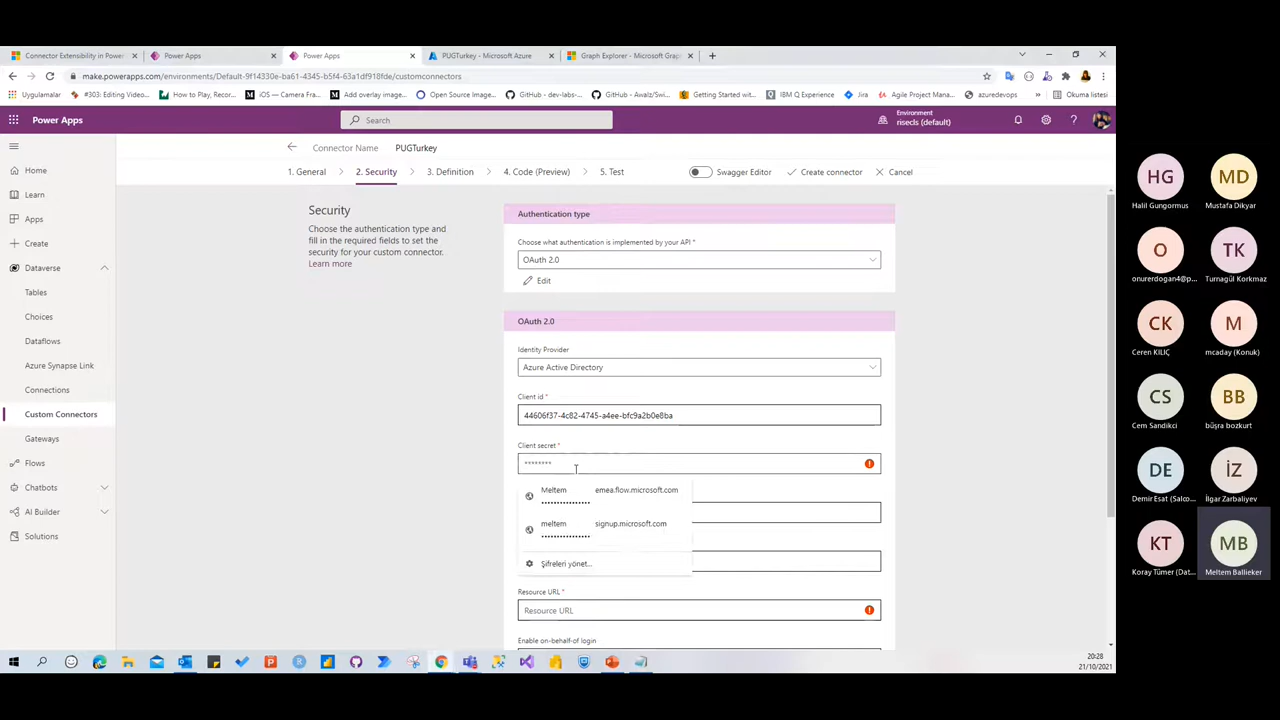 Connector Extensibility in Power
Power Apps
Power Apps
PUGTurkey - Microsoft Azure
Graph Explorer - Microsoft Grap
make.powerapps.com/environments/Default-9f14330e-ba61-4345-b5f4-63a1df918fde/customconnectors
Uygulamalar
#303: Editing Video...
How to Play, Recor...
iOS — Camera Fra...
Add overlay image...
Open Source Image...
GitHub - dev-labs-...
GitHub - Awalz/Swi...
Getting Started wit...
IBM Q Experience
Jira
Agile Project Mana...
azuredevops
»
Okuma listesi
Power Apps
Search
Environment
risecls (default)
Connector Name
PUGTurkey
1. General
2. Security
3. Definition
4. Code (Preview)
5. Test
Swagger Editor
Create connector
Cancel
Home
Learn
Apps
Create
Dataverse
Tables
Choices
Dataflows
Azure Synapse Link
Connections
Custom Connectors
Gateways
Flows
Chatbots
AI Builder
Solutions
Security
Choose the authentication type and
fill in the required fields to set the
security for your custom connector.
Learn more
Authentication type
Choose what authentication is implemented by your API *
OAuth 2.0
Edit
OAuth 2.0
Identity Provider
Azure Active Directory
Client id *
44606f37-4c82-4745-a4ee-bfc9a2b0e8ba
Client secret *
********
Meltem emea.flow.microsoft.com
••••••••••••••••
meltem signup.microsoft.com
••••••••••••••••
Şifreleri yönet...
Resource URL *
Resource URL
Enable on-behalf-of login
20:28
21/10/2021
HG
Halil Gungormus
MD
Mustafa Dikyar
O
onurerdogan4@p...
TK
Turnagül Korkmaz
CK
Ceren KILIÇ
M
mcaday (Konuk)
CS
Cem Sandikci
BB
büşra bozkurt
DE
Demir Esat (Salco...
İZ
İlgar Zarbaliyev
KT
Koray Tümer (Dat...
MB
Meltem Ballieker